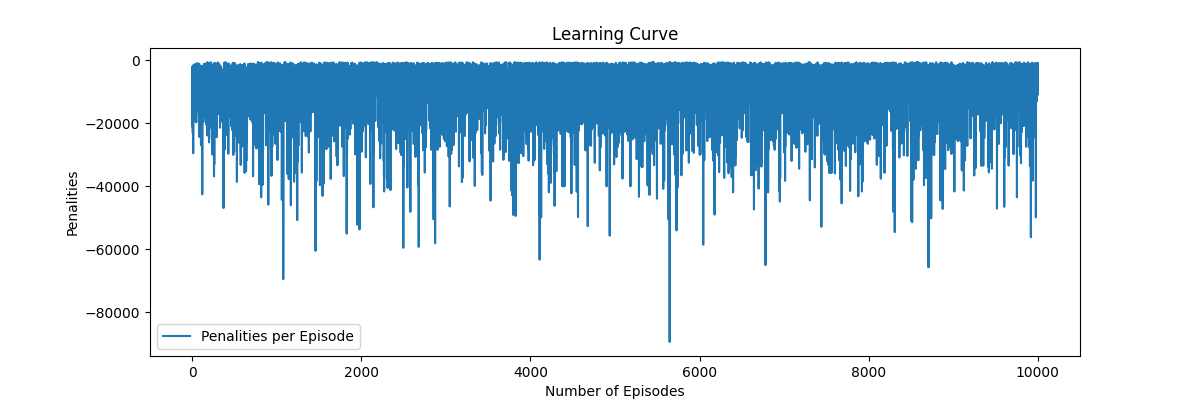 Learning Curve
0
−20000
−40000
−60000
−80000
Penalities
Penalities per Episode
0
2000
4000
6000
8000
10000
Number of Episodes